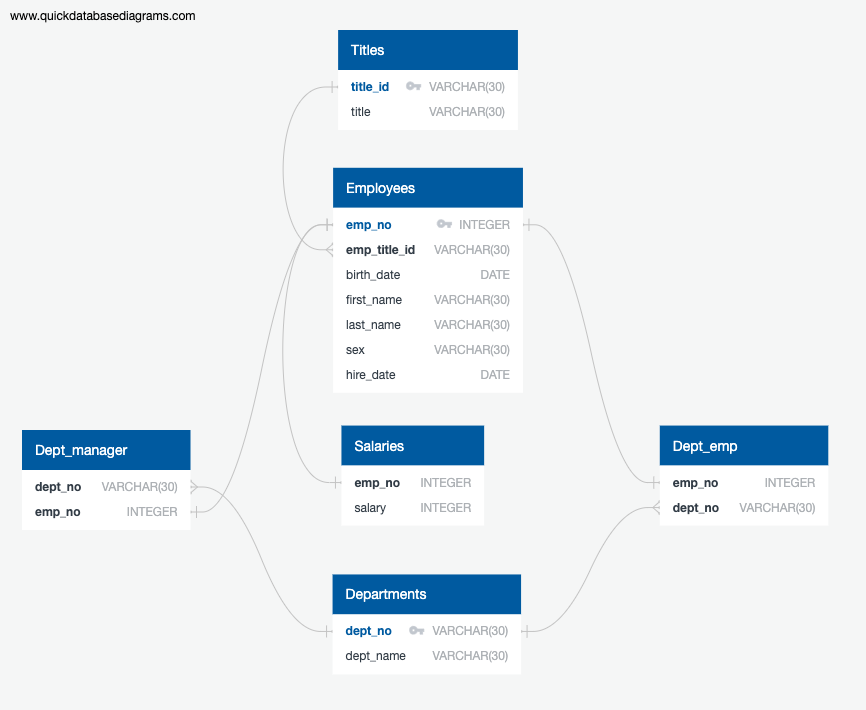 www.quickdatabasediagrams.com
Titles
title_id VARCHAR(30)
title VARCHAR(30)
Employees
emp_no INTEGER
emp_title_id VARCHAR(30)
birth_date DATE
first_name VARCHAR(30)
last_name VARCHAR(30)
sex VARCHAR(30)
hire_date DATE
Dept_manager
dept_no VARCHAR(30)
emp_no INTEGER
Salaries
emp_no INTEGER
salary INTEGER
Dept_emp
emp_no INTEGER
dept_no VARCHAR(30)
Departments
dept_no VARCHAR(30)
dept_name VARCHAR(30)